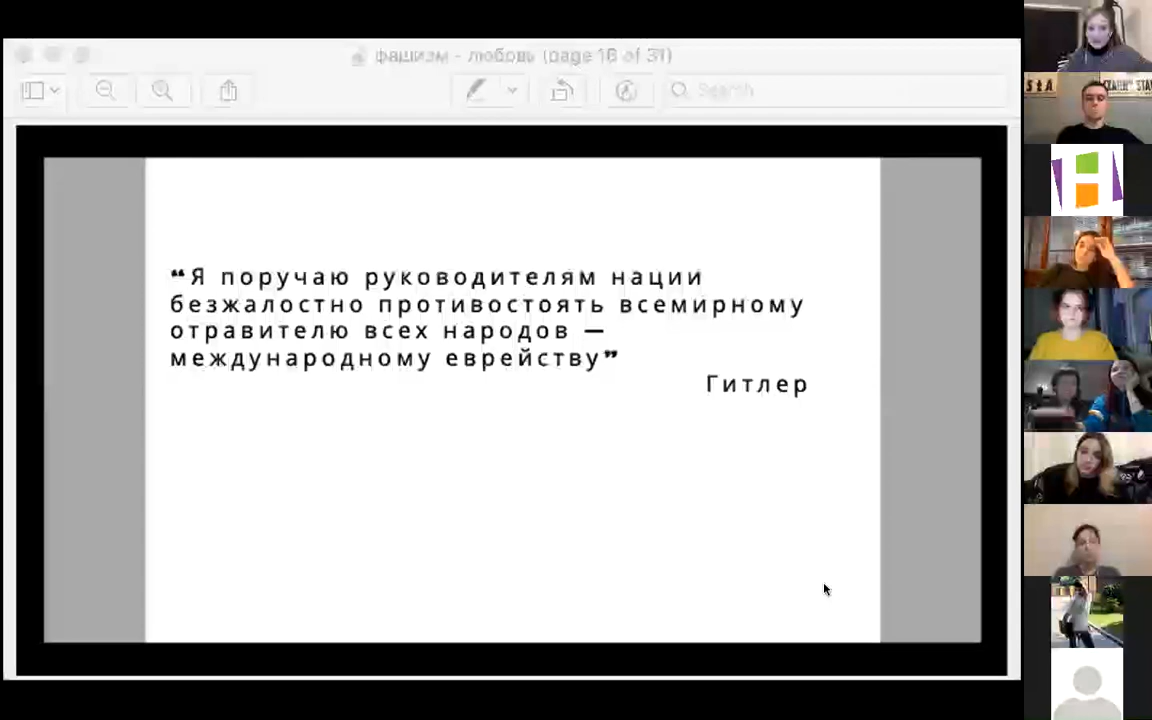 фашизм - любовь (page 16 of 31)
Search
❝Я поручаю руководителям нации
безжалостно противостоять всемирному
отравителю всех народов —
международному еврейству❞
Гитлер